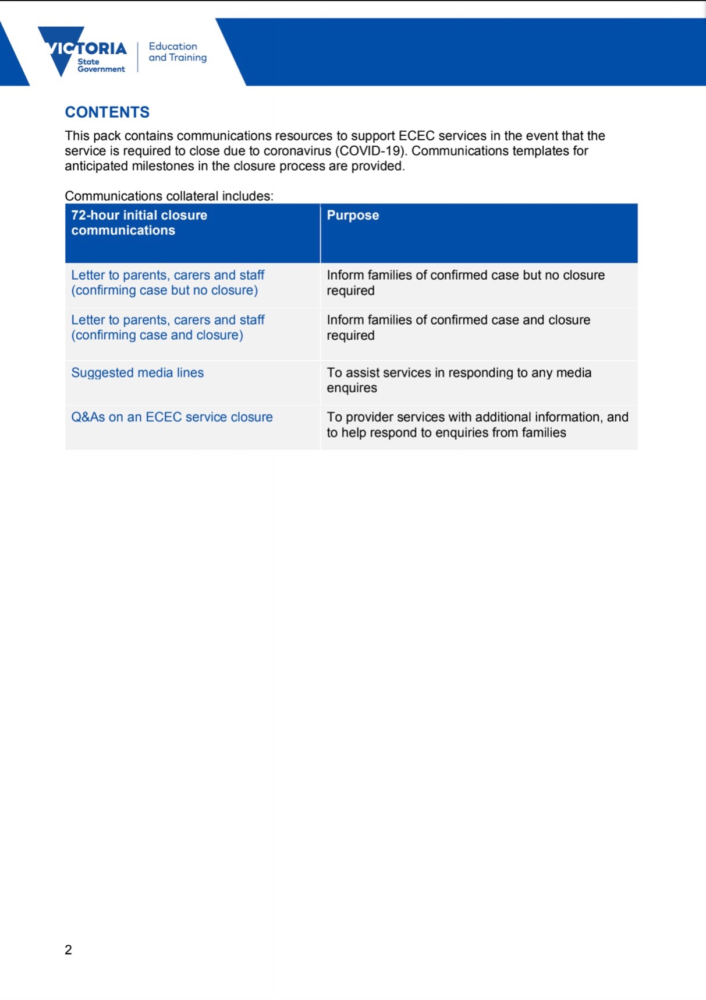 VICTORIA
State
Government
Education
and Training
CONTENTS
This pack contains communications resources to support ECEC services in the event that the
service is required to close due to coronavirus (COVID-19). Communications templates for
anticipated milestones in the closure process are provided.
Communications collateral includes:
72-hour initial closure
communications
Purpose
Letter to parents, carers and staff
(confirming case but no closure)
Inform families of confirmed case but no closure
required
Letter to parents, carers and staff
(confirming case and closure)
Inform families of confirmed case and closure
required
Suggested media lines
To assist services in responding to any media
enquires
Q&As on an ECEC service closure
To provider services with additional information, and
to help respond to enquiries from families
2